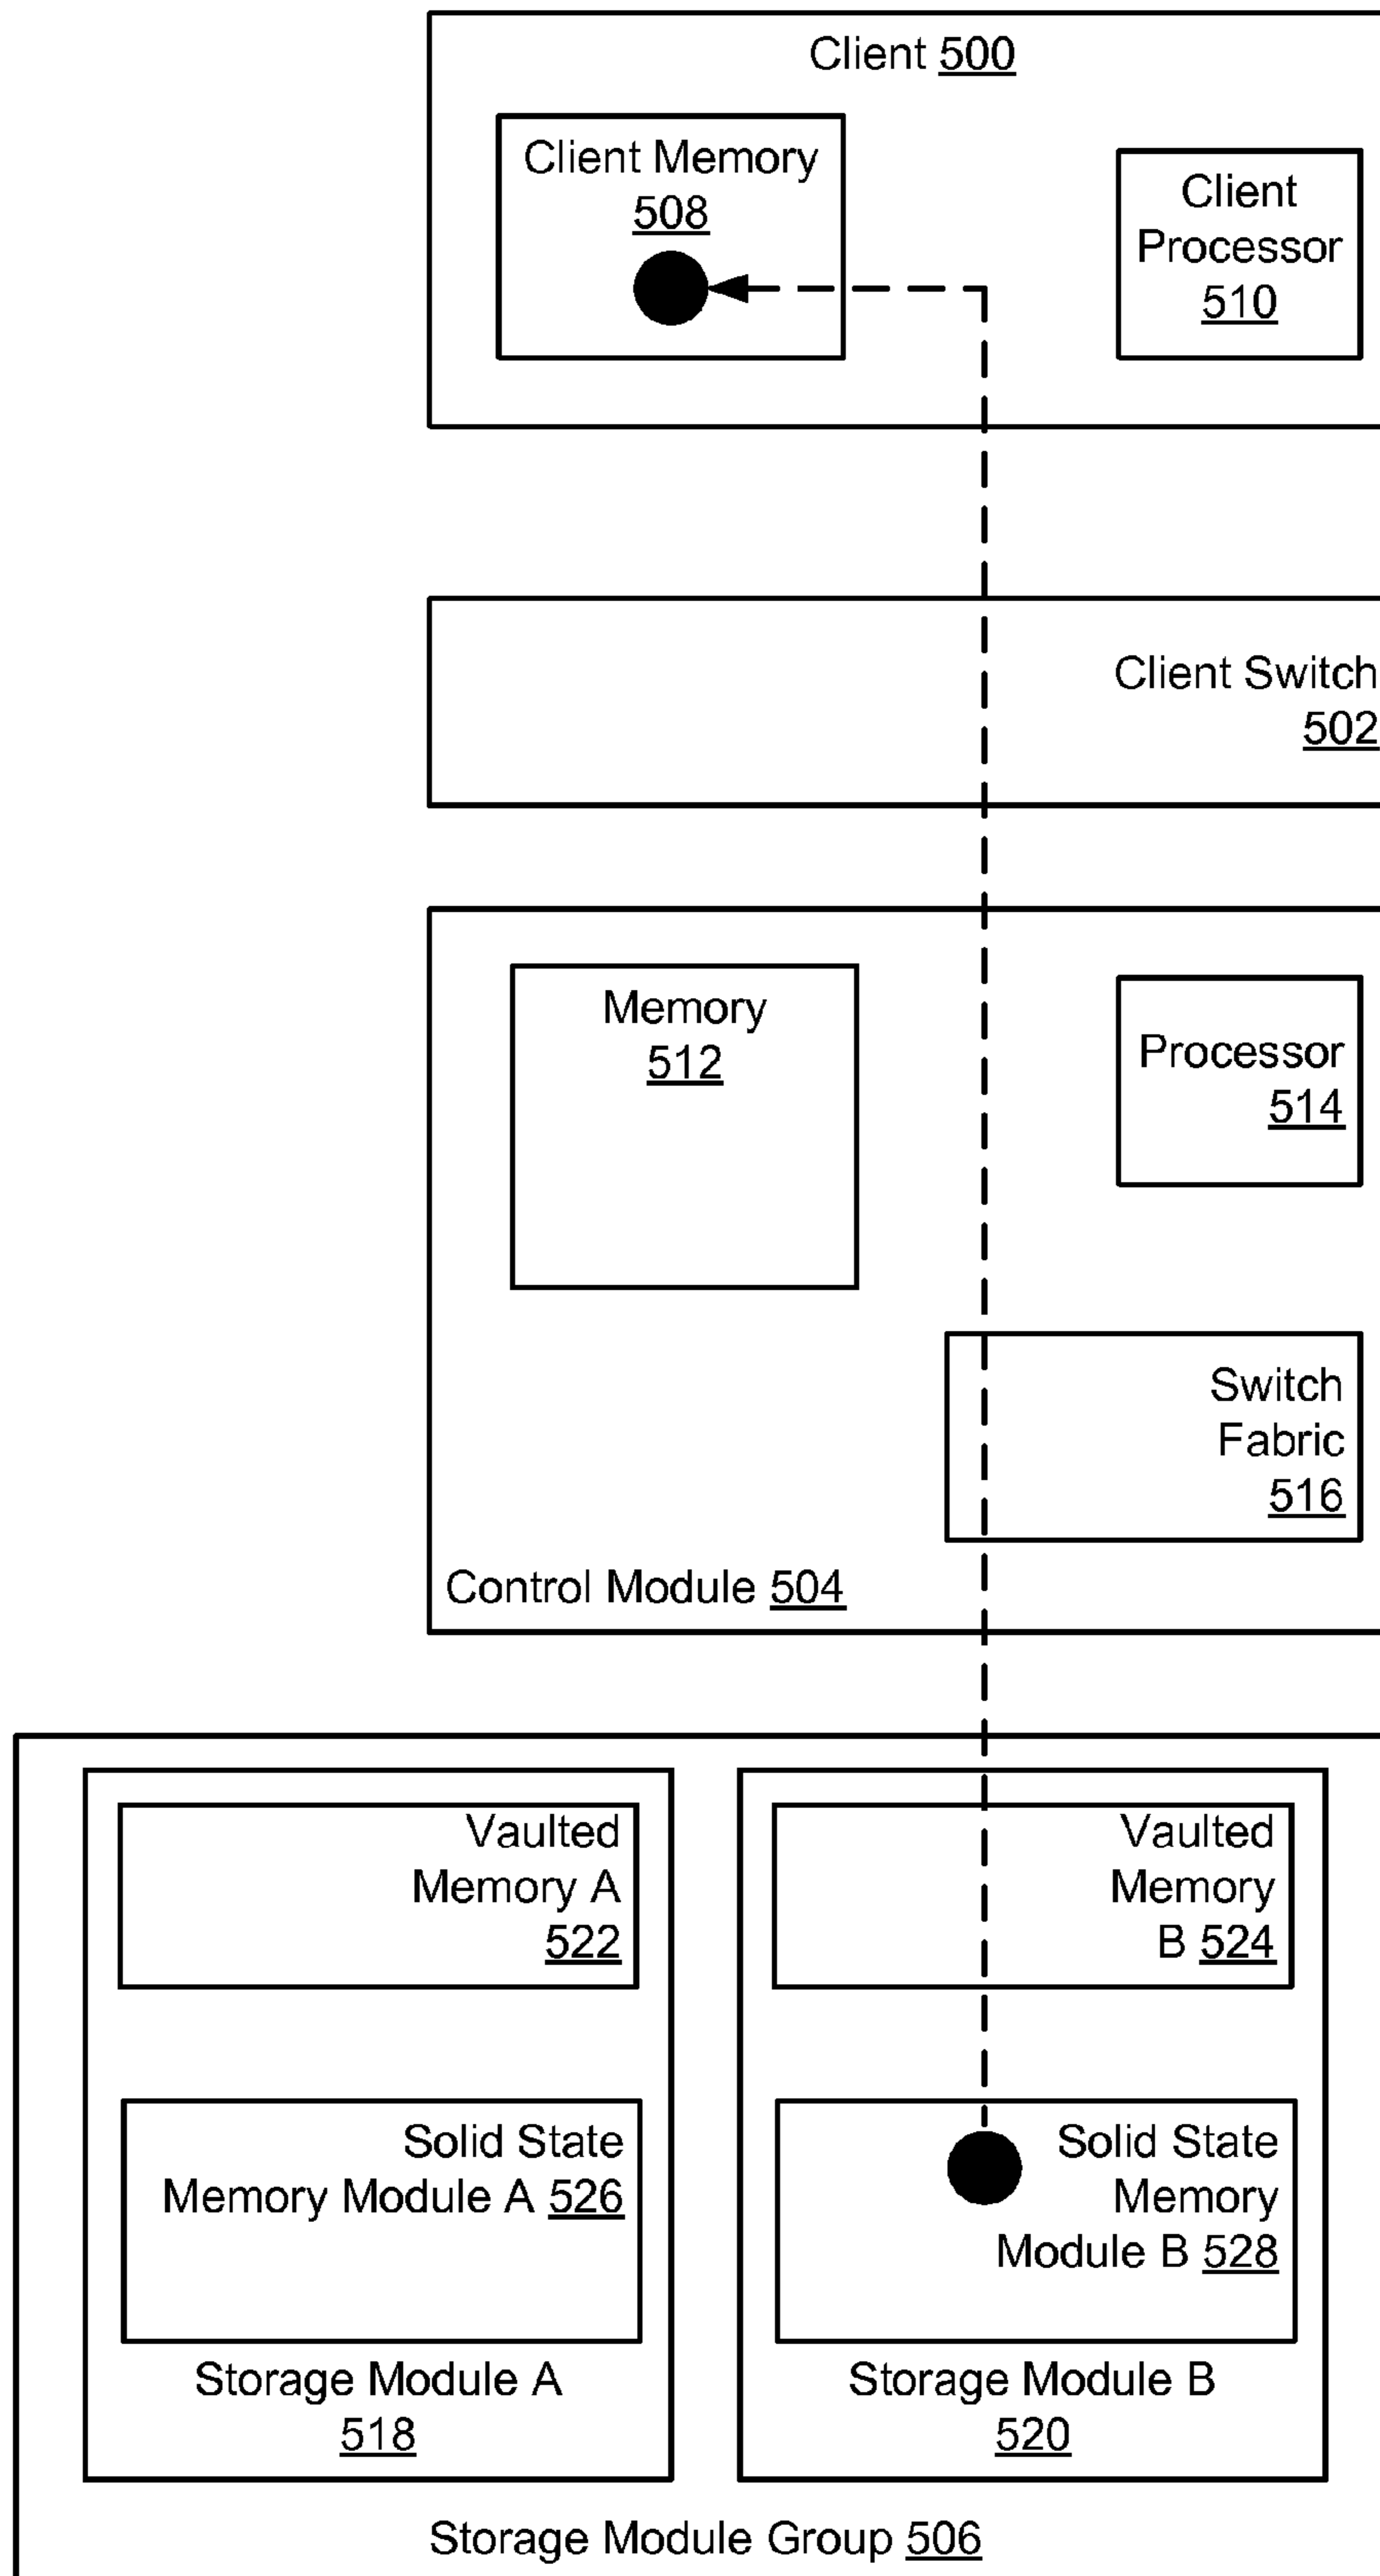 Client 500
Client Memory
508
Client
Processor
510
Client Switch
502
Memory
512
Processor
514
Switch
Fabric
516
Control Module 504
Vaulted
Memory A
522
Vaulted
Memory
B 524
Solid State
Memory Module A 526
Solid State
Memory
Module B 528
Storage Module A
518
Storage Module B
520
Storage Module Group 506